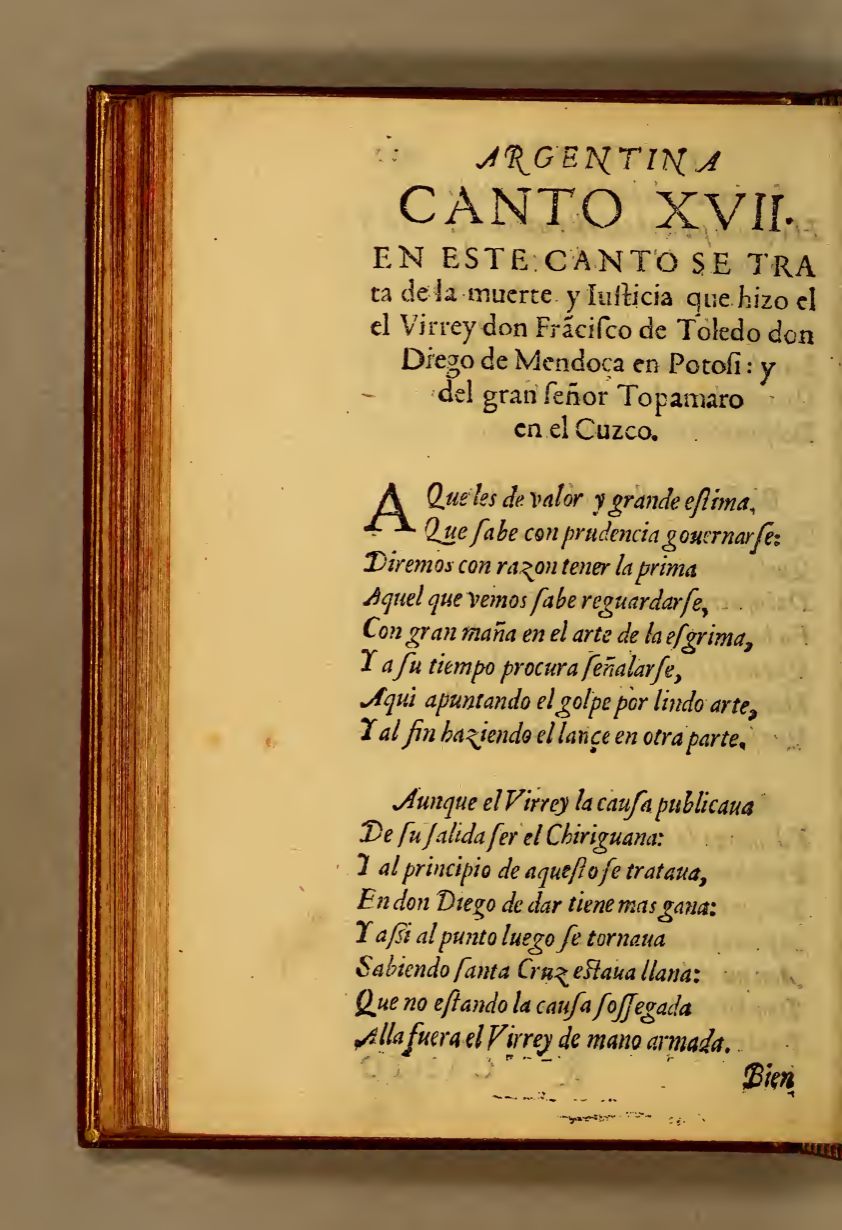 ARGENTINA
CANTO XVII.
EN ESTE CANTO SE TRA
ta de la muerte y Iuſticia que hizo el
el Virrey don Frãciſco de Toledo don
Diego de Mendoça en Potoſi: y
del gran ſeñor Topamaro
en el Cuzco.
A Queles de valor y grande eſtima,
Que ſabe con prudencia gouernarſe:
Diremos con razon tener la prima
Aquel que vemos ſabe reguardarſe,
Con gran maña en el arte de la eſgrima,
Y a ſu tiempo procura ſeñalarſe,
Aqui apuntando el golpe por lindo arte,
Y al fin haziendo el lançe en otra parte.
Aunque el Virrey la cauſa publicaua
De ſu ſalida ſer el Chiriguana:
I al principio de aqueſto ſe trataua,
En don Diego de dar tiene mas gana:
Y aſsi al punto luego ſe tornaua
Sabiendo ſanta Cruz eſtaua llana:
Que no eſtando la cauſa ſoſſegada
Alla fuera el Virrey de mano armada.
Bien